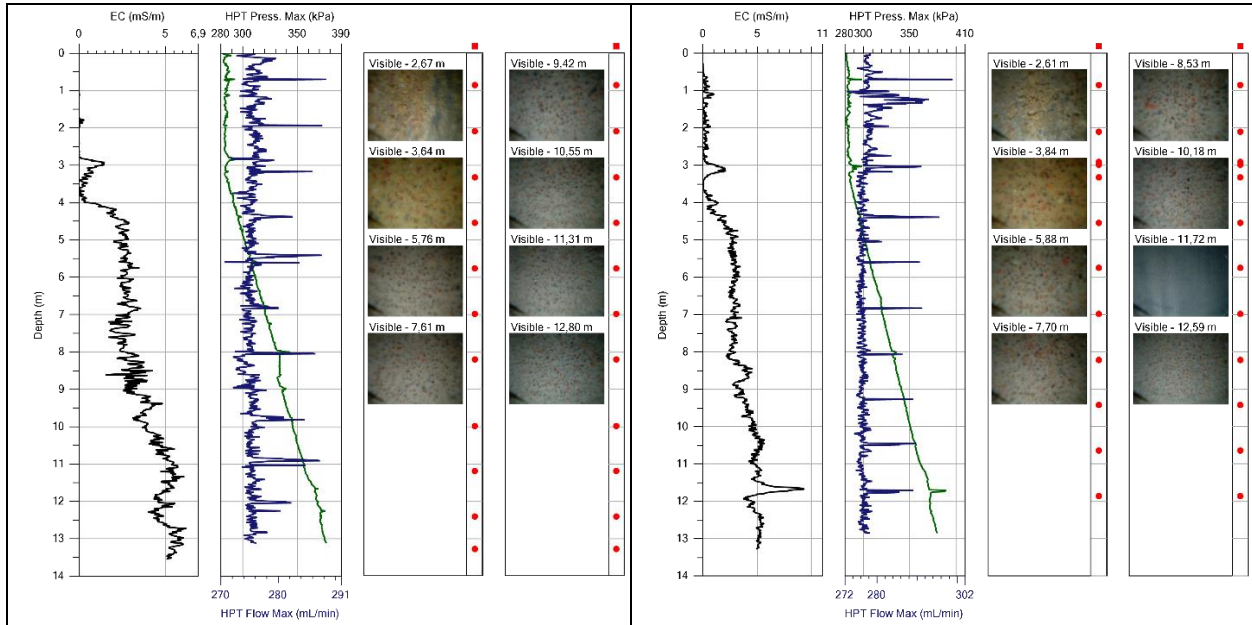 EC (mS/m) HPT Press. Max (kPa)
0 5 6,9 280 300 350 390
0
1
2
3
4
5
6
7
8
9
10
11
12
13
14
Depth (m)
Visible - 2,67 m Visible - 9.42 m
Visible - 3.64 m Visible - 10,55 m
Visible - 5,76 m Visible - 11,31 m
Visible - 7,61 m Visible - 12,80 m
270 280 291
HPT Flow Max (mL/min)
EC (mS/m) HPT Press. Max (kPa)
0 5 11 280 300 350 410
0
1
2
3
4
5
6
7
8
9
10
11
12
13
14
Depth (m)
Visible - 2,61 m Visible - 8,53 m
Visible - 3,84 m Visible - 10,18 m
Visible - 5,88 m Visible - 11,72 m
Visible - 7,70 m Visible - 12,59 m
272 280 302
HPT Flow Max (mL/min)